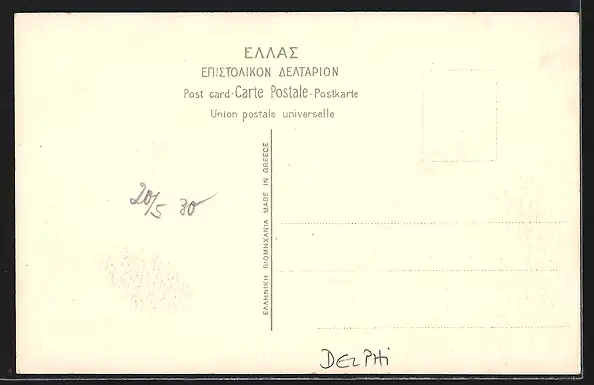 ΕΛΛΑΣ
ΕΠΙΣΤΟΛΙΚΟΝ ΔΕΛΤΑΡΙΟΝ
Post card-Carte Postale-Postkarte
Union postale universelle
20/5 30
ΕΛΛΗΝΙΚΗ ΒΙΟΜΗΧΑΝΙΑ MADE IN GREECE
DELPHi